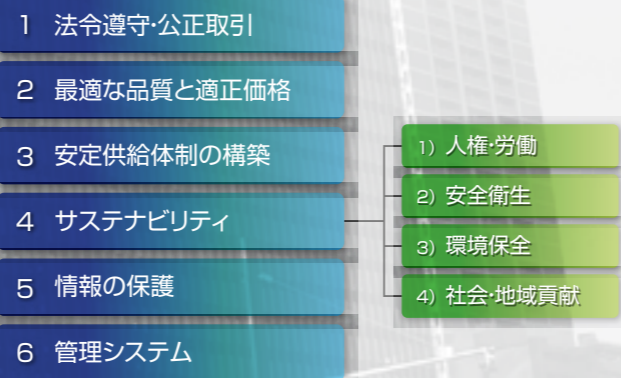 1 法令遵守・公正取引
2 最適な品質と適正価格
3 安定供給体制の構築
4 サステナビリティ
1) 人権・労働
2) 安全衛生
3) 環境保全
4) 社会・地域貢献
5 情報の保護
6 管理システム